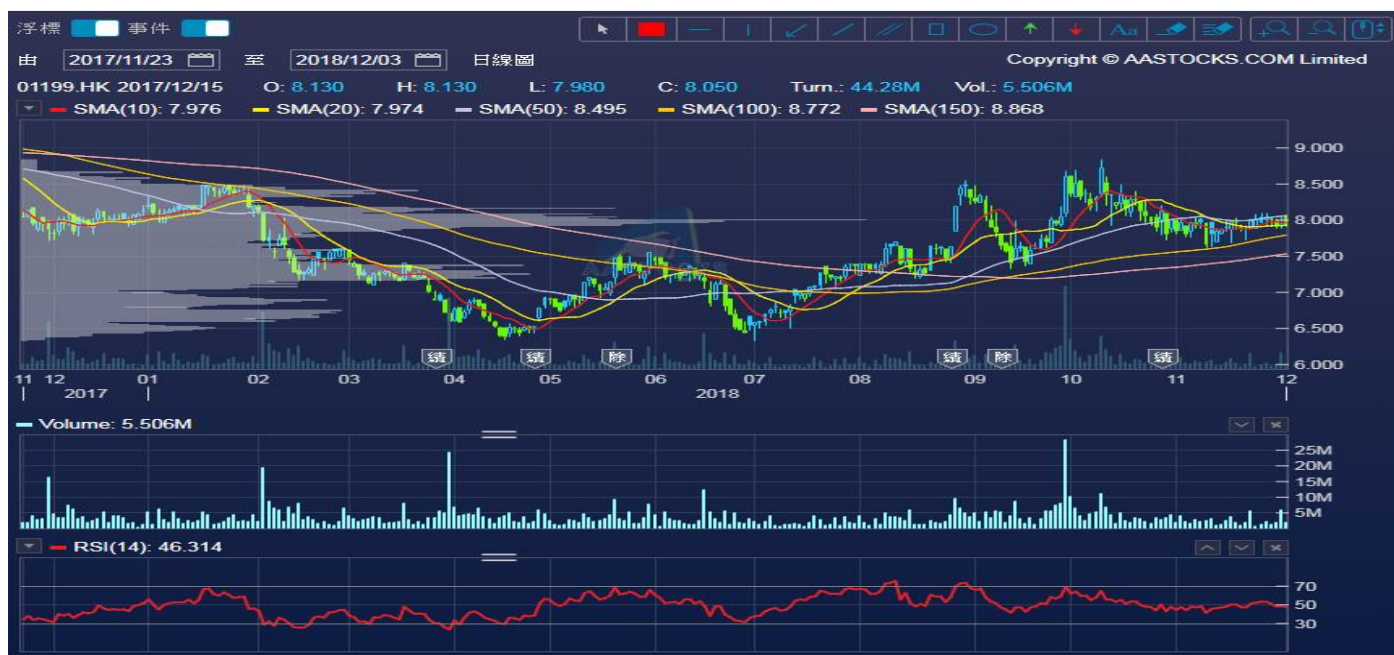 浮標 事件 Aa
由 2017/11/23 至 2018/12/03 日線圖 Copyright © AASTOCKS.COM Limited
01199.HK 2017/12/15 O: 8.130 H: 8.130 L: 7.980 C: 8.050 Turn.: 44.28M Vol.: 5.506M
SMA(10): 7.976 SMA(20): 7.974 SMA(50): 8.495 SMA(100): 8.772 SMA(150): 8.868
9.000
8.500
8.000
7.500
7.000
6.500
績 績 除 績 除 績
6.000
11 12 01 02 03 04 05 06 07 08 09 10 11 12
2017 2018
Volume: 5.506M
25M
20M
15M
10M
5M
RSI(14): 46.314
70
50
30